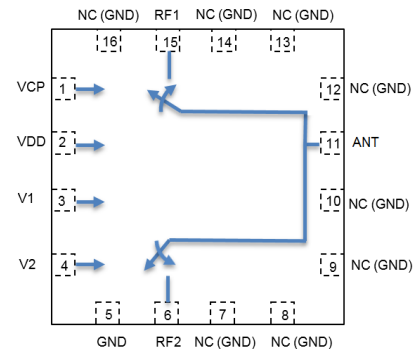 NC (GND) RF1 NC (GND) NC (GND)
16 15 14 13
VCP 1 12 NC (GND)
VDD 2 11 ANT
V1 3 10 NC (GND)
V2 4 9 NC (GND)
5 6 7 8
GND RF2 NC (GND) NC (GND)